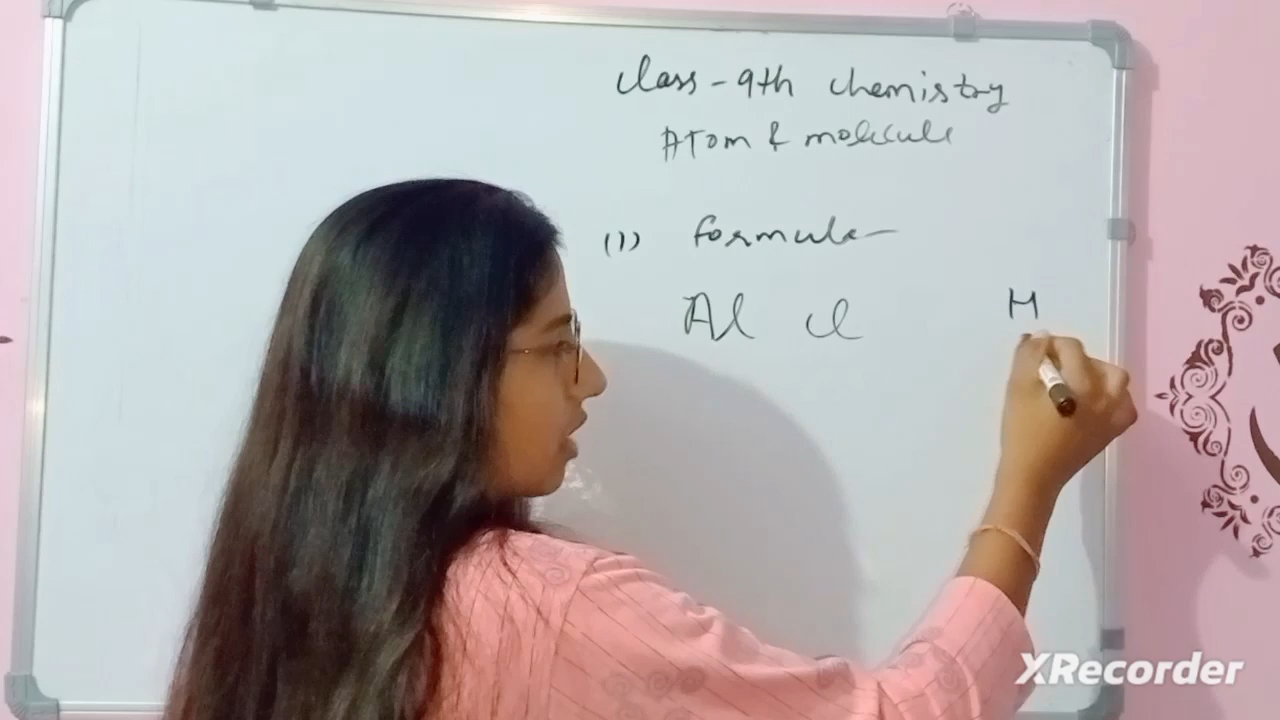 Class - 9th Chemistry
Atom & molecule
(1) formula
Al Cl H
XRecorder